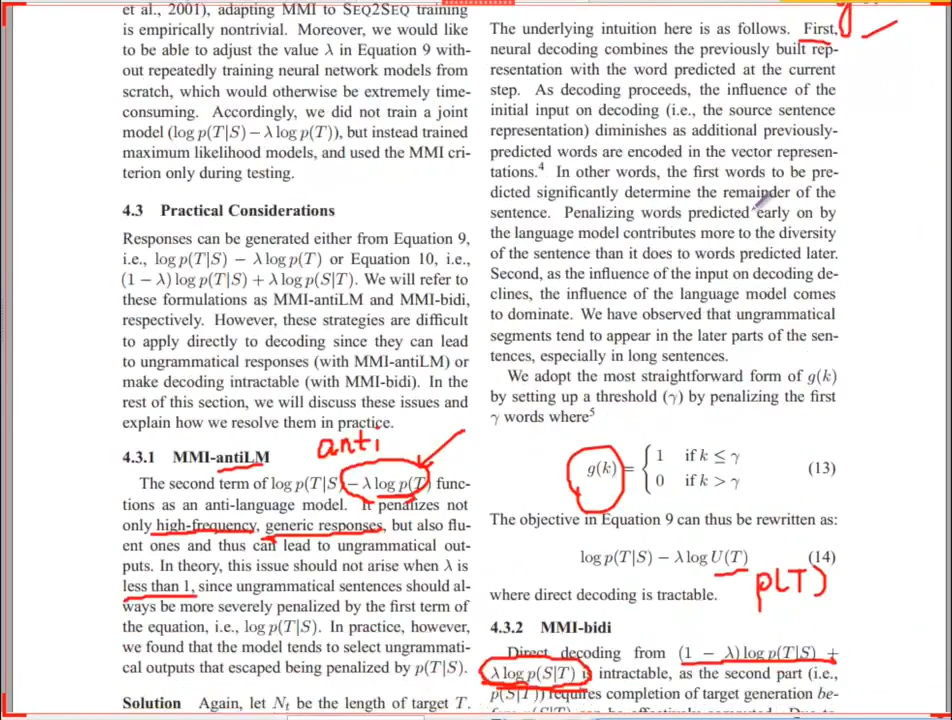 et al., 2001), adapting MMI to SEQ2SEQ training
is empirically nontrivial. Moreover, we would like
to be able to adjust the value λ in Equation 9 with-
out repeatedly training neural network models from
scratch, which would otherwise be extremely time-
consuming. Accordingly, we did not train a joint
model (log p(T|S) − λ log p(T)), but instead trained
maximum likelihood models, and used the MMI cri-
terion only during testing.
4.3 Practical Considerations
Responses can be generated either from Equation 9,
i.e., log p(T|S) − λ log p(T) or Equation 10, i.e.,
(1 − λ) log p(T|S) + λ log p(S|T). We will refer to
these formulations as MMI-antiLM and MMI-bidi,
respectively. However, these strategies are difficult
to apply directly to decoding since they can lead
to ungrammatical responses (with MMI-antiLM) or
make decoding intractable (with MMI-bidi). In the
rest of this section, we will discuss these issues and
explain how we resolve them in practice.
anti
4.3.1 MMI-antiLM
The second term of log p(T|S) − λ log p(T) func-
tions as an anti-language model. It penalizes not
only high-frequency, generic responses, but also flu-
ent ones and thus can lead to ungrammatical out-
puts. In theory, this issue should not arise when λ is
less than 1, since ungrammatical sentences should al-
ways be more severely penalized by the first term of
the equation, i.e., log p(T|S). In practice, however,
we found that the model tends to select ungrammati-
cal outputs that escaped being penalized by p(T|S).
Solution Again, let Nt be the length of target T.
The underlying intuition here is as follows. First,
neural decoding combines the previously built rep-
resentation with the word predicted at the current
step. As decoding proceeds, the influence of the
initial input on decoding (i.e., the source sentence
representation) diminishes as additional previously-
predicted words are encoded in the vector represen-
tations.4 In other words, the first words to be pre-
dicted significantly determine the remainder of the
sentence. Penalizing words predicted early on by
the language model contributes more to the diversity
of the sentence than it does to words predicted later.
Second, as the influence of the input on decoding de-
clines, the influence of the language model comes
to dominate. We have observed that ungrammatical
segments tend to appear in the later parts of the sen-
tences, especially in long sentences.
We adopt the most straightforward form of g(k)
by setting up a threshold (γ) by penalizing the first
γ words where5
g(k) = { 1 if k ≤ γ
0 if k > γ (13)
The objective in Equation 9 can thus be rewritten as:
log p(T|S) − λ log U(T) (14)
p(T)
where direct decoding is tractable.
4.3.2 MMI-bidi
Direct decoding from (1 − λ) log p(T|S) +
λ log p(S|T) is intractable, as the second part (i.e.,
p(S|T)) requires completion of target generation be-